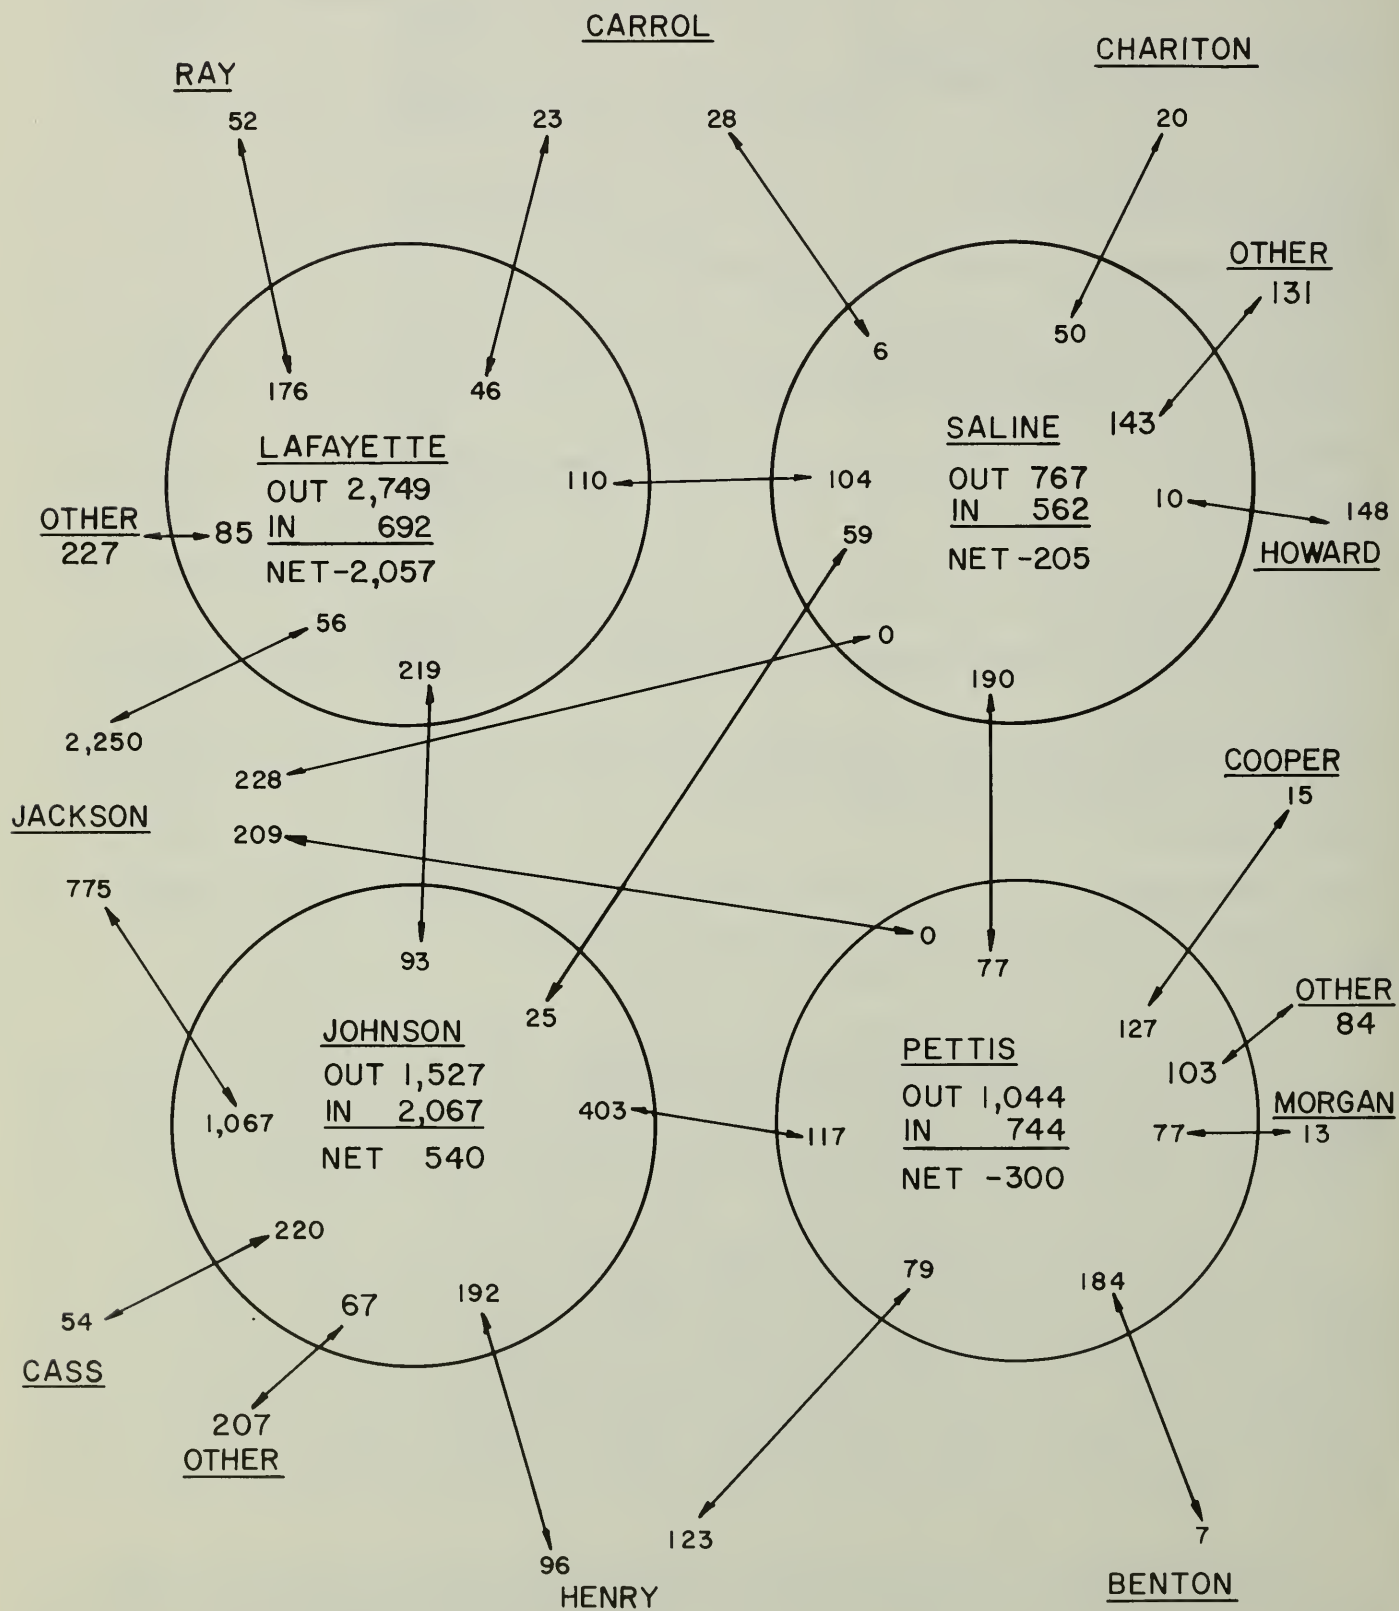 CARROL
CHARITON
RAY
52
23
28
20
OTHER
131
50
6
176
46
143
LAFAYETTE
OUT 2,749
IN 692
NET -2,057
110
OTHER
227
85
56
219
SALINE
OUT 767
IN 562
NET -205
104
59
10
148
HOWARD
0
190
2,250
228
JACKSON
209
775
COOPER
15
93
25
JOHNSON
OUT 1,527
IN 2,067
NET 540
1,067
403
220
67
192
0
77
127
OTHER
84
103
PETTIS
OUT 1,044
IN 744
NET -300
117
77
MORGAN
13
79
184
54
CASS
207
OTHER
96
HENRY
123
7
BENTON